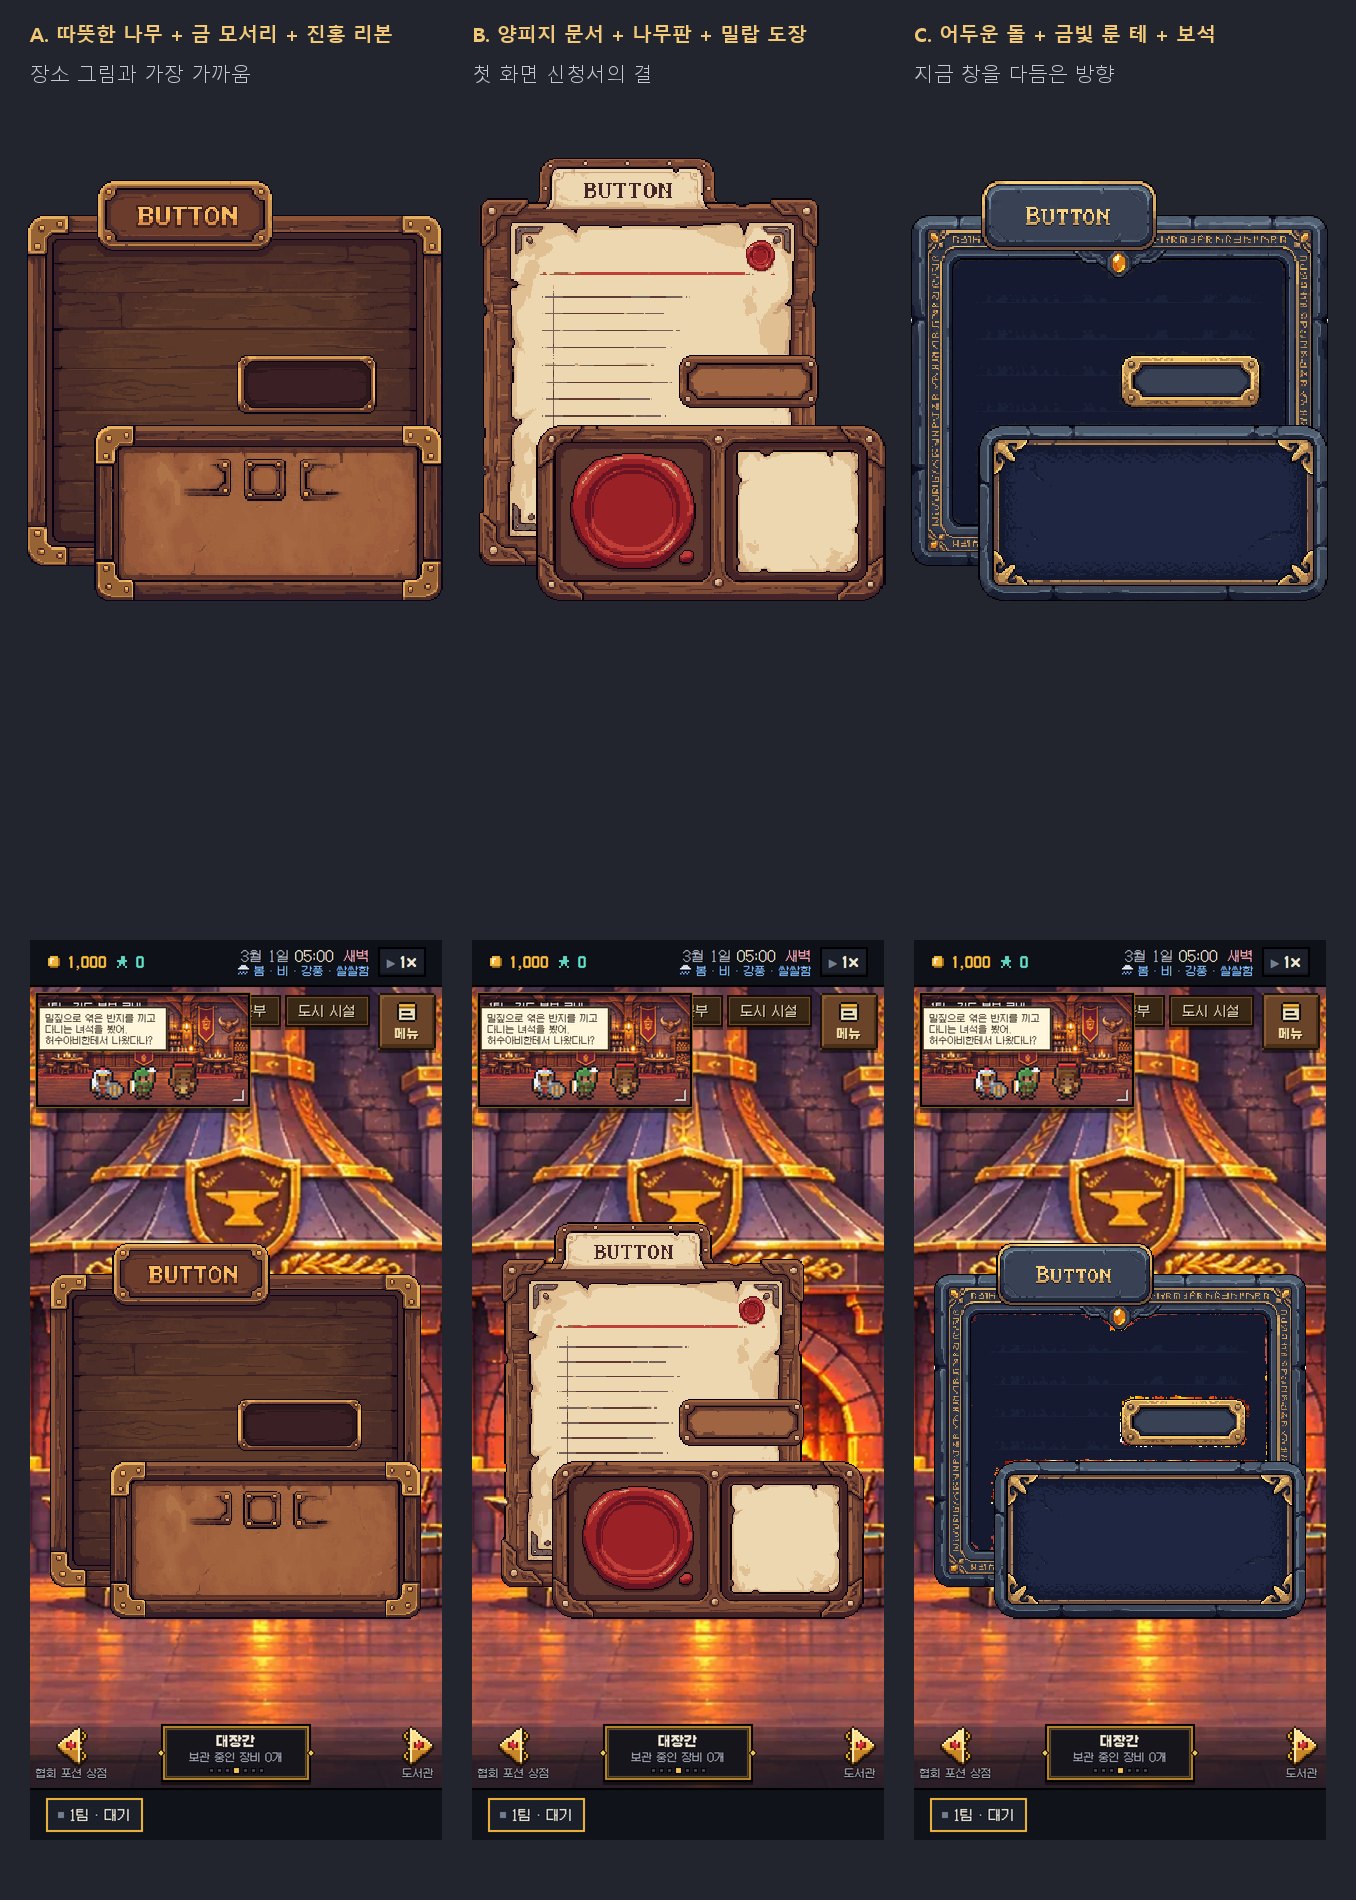 A. 따뜻한 나무 + 금 모서리 + 진홍 리본
장소 그림과 가장 가까움
B. 양피지 문서 + 나무판 + 밀랍 도장
첫 화면 신청서의 결
C. 어두운 돌 + 금빛 룬 테 + 보석
지금 창을 다듬은 방향
BUTTON
BUTTON
BUTTON
1,000 0
3월 1일 05:00 새벽
봄 · 비 · 강풍 · 쌀쌀함
▶ 1×
밀짚으로 엮은 반지를 끼고
다니는 녀석을 봤어.
허수아비한테서 나왔다나?
부
도시 시설
메뉴
BUTTON
대장간
보관 중인 장비 0개
협회 포션 상점
도서관
1팀 · 대기
1,000 0
3월 1일 05:00 새벽
봄 · 비 · 강풍 · 쌀쌀함
▶ 1×
밀짚으로 엮은 반지를 끼고
다니는 녀석을 봤어.
허수아비한테서 나왔다나?
부
도시 시설
메뉴
BUTTON
대장간
보관 중인 장비 0개
협회 포션 상점
도서관
1팀 · 대기
1,000 0
3월 1일 05:00 새벽
봄 · 비 · 강풍 · 쌀쌀함
▶ 1×
밀짚으로 엮은 반지를 끼고
다니는 녀석을 봤어.
허수아비한테서 나왔다나?
부
도시 시설
메뉴
BUTTON
대장간
보관 중인 장비 0개
협회 포션 상점
도서관
1팀 · 대기